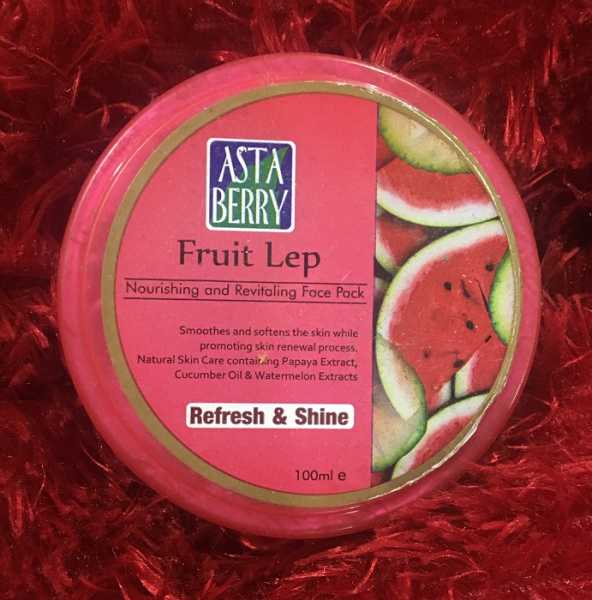 ASTA
BERRY
Fruit Lep
Nourishing and Revitaling Face Pack
Smoothes and softens the skin while
promoting skin renewal process.
Natural Skin Care containing Papaya Extract,
Cucumber Oil & Watermelon Extracts
Refresh & Shine
100ml e